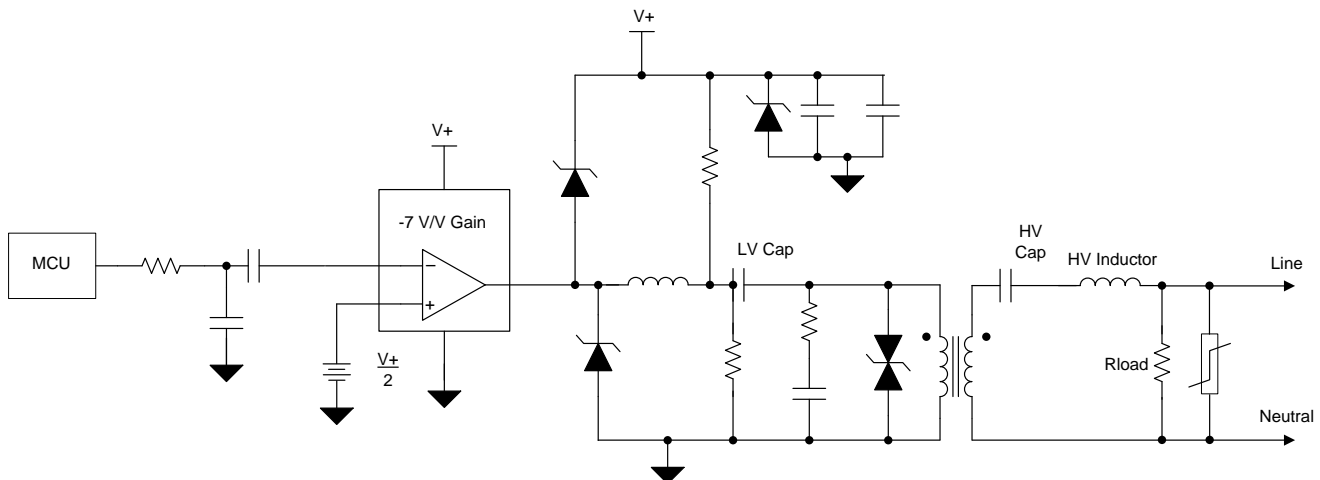 V+
V+
-7 V/V Gain
MCU
−
+
V+
2
LV Cap
HV
Cap
HV Inductor
Line
Rload
Neutral